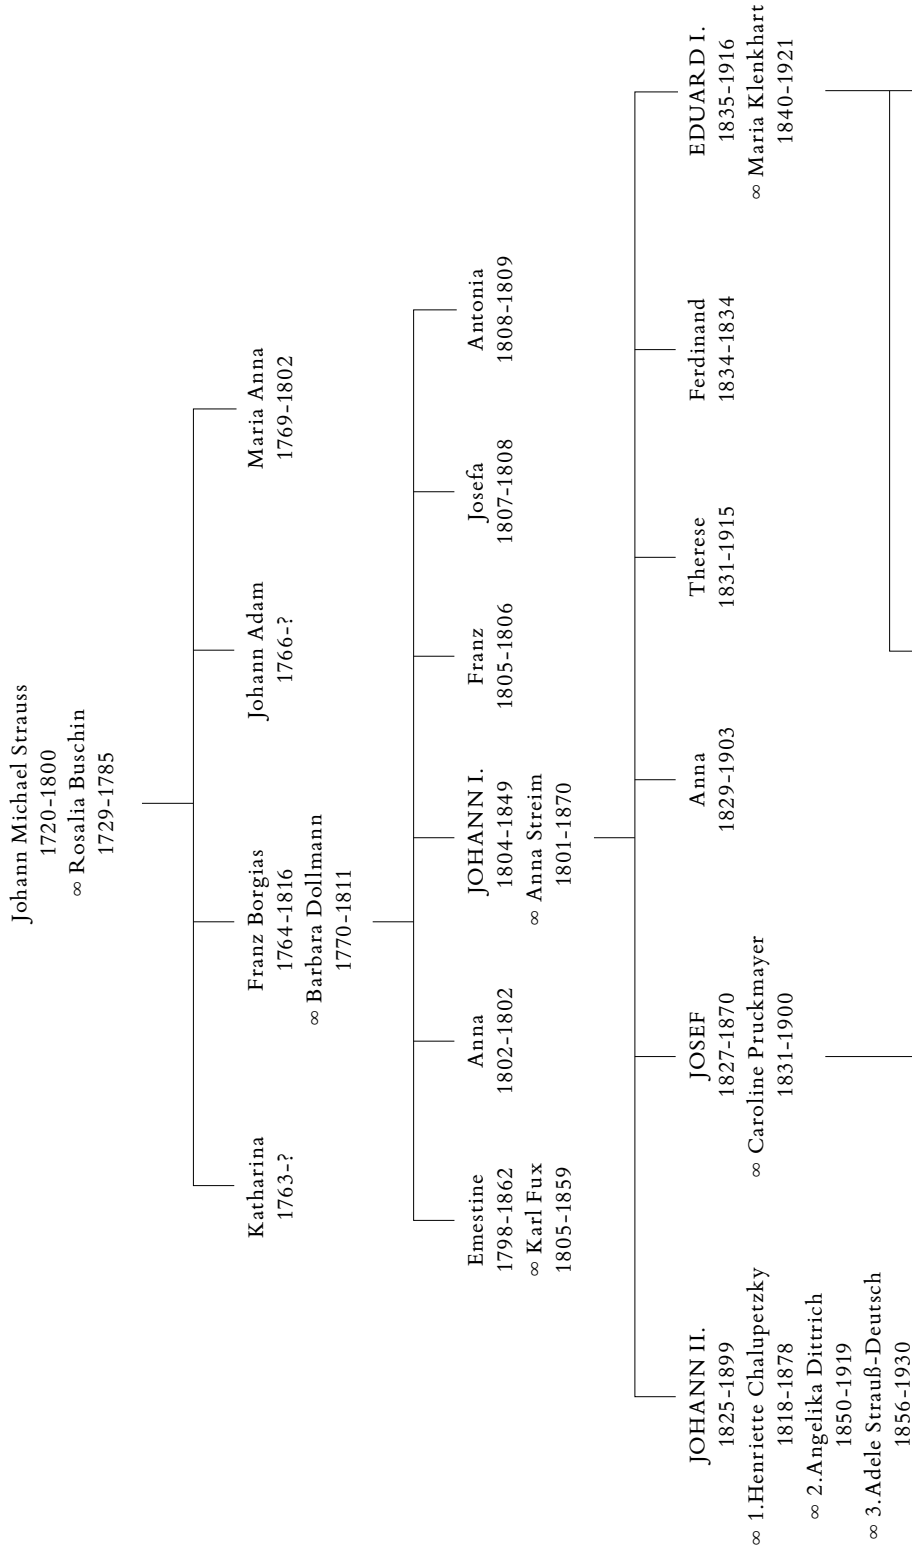 Johann Michael Strauss
1720-1800
∞ Rosalia Buschin
1729-1785
Katharina
1763-?
Franz Borgias
1764-1816
∞ Barbara Dollmann
1770-1811
Johann Adam
1766-?
Maria Anna
1769-1802
Emestine
1798-1862
∞ Karl Fux
1805-1859
Anna
1802-1802
JOHANN I.
1804-1849
∞ Anna Streim
1801-1870
Franz
1805-1806
Josefa
1807-1808
Antonia
1808-1809
JOHANN II.
1825-1899
∞ 1.Henriette Chalupetzky
1818-1878
∞ 2.Angelika Dittrich
1850-1919
∞ 3.Adele Strauß-Deutsch
1856-1930
JOSEF
1827-1870
∞ Caroline Pruckmayer
1831-1900
Anna
1829-1903
Therese
1831-1915
Ferdinand
1834-1834
EDUARD I.
1835-1916
∞ Maria Klenkhart
1840-1921